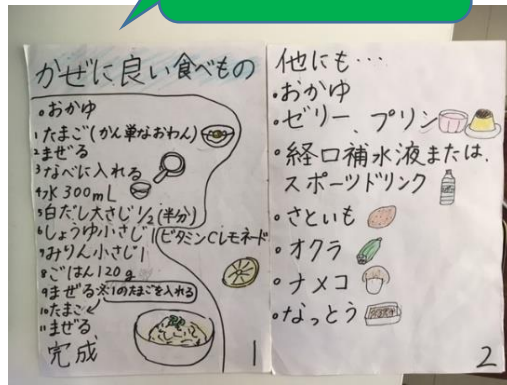 かぜに良い食べもの
・おかゆ
1 たまご(かん単なおわん)
2 まぜる
3 なべに入れる
4 水300mL
5 白だし大さじ1/2(半分)
6 しょうゆ小さじ1
7 みりん小さじ1
8 ごはん120g
9 まぜる※1のたまごを入れる
10 たまご
11 まぜる
完成
ビタミンCレモネード
1
他にも…
・おかゆ
・ゼリー、プリン
・経口補水液または、
スポーツドリンク
・さといも
・オクラ
・ナメコ
・なっとう
2